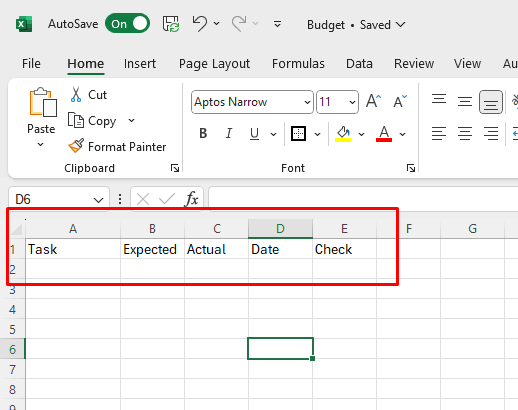 AutoSave On Budget • Saved
File Home Insert Page Layout Formulas Data Review View Au
Paste Cut Copy Format Painter
Aptos Narrow 11 A A
B I U A
Clipboard Font
D6 fx
A B C D E F G
1 Task Expected Actual Date Check
2
3
4
5
6
7
8
9